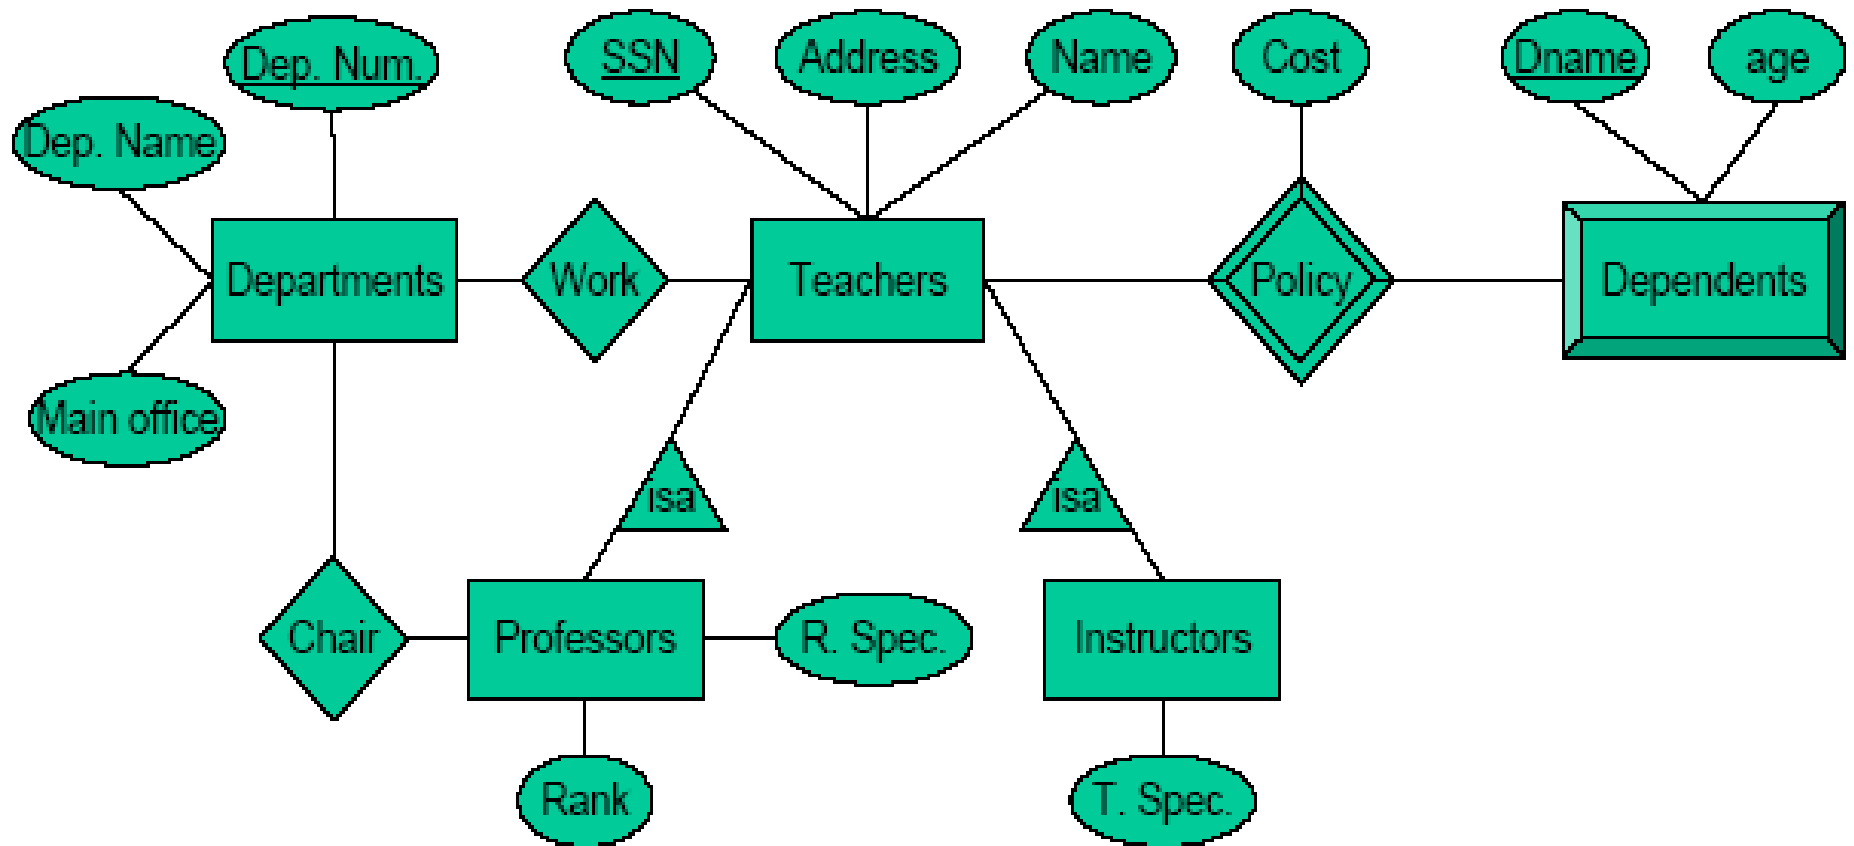 Dep. Num.
SSN
Address
Name
Cost
Dname
age
Dep. Name
Departments
Work
Teachers
Policy
Dependents
Main office
isa
isa
Chair
Professors
R. Spec.
Instructors
Rank
T. Spec.